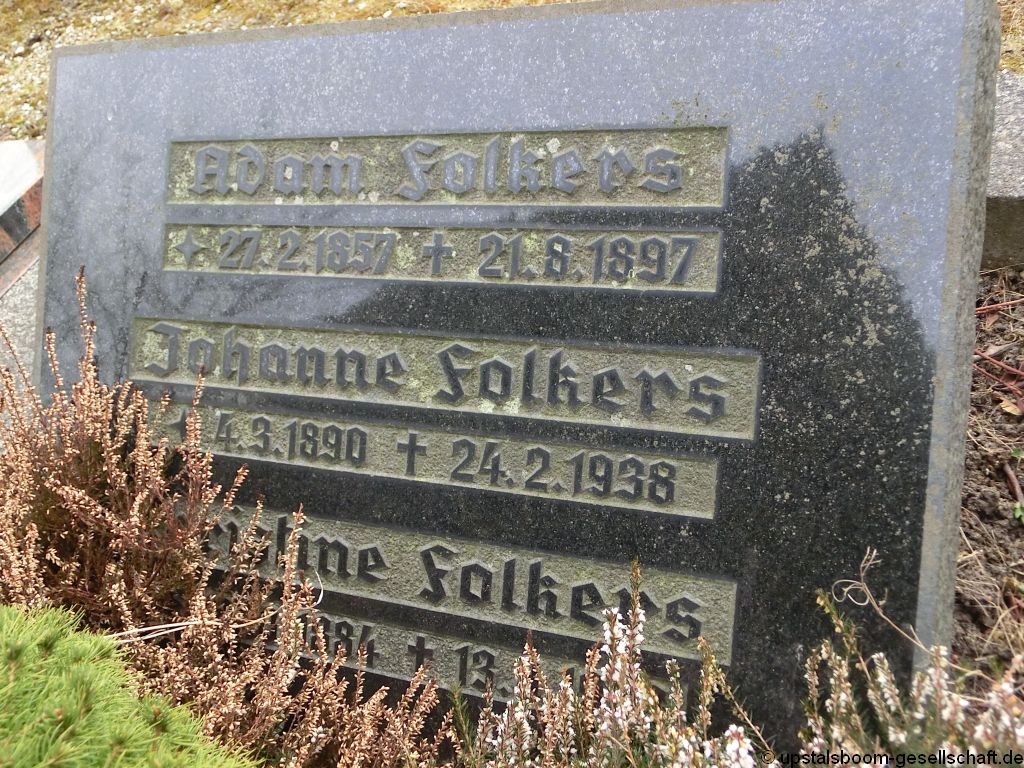 Adam Folkers
✦ 27.2.1857 ✝ 21.8.1897
Johanne Folkers
✦ 4.3.1890 ✝ 24.2.1938
Folkers
✝ 13.
© upstalsboom-gesellschaft.de